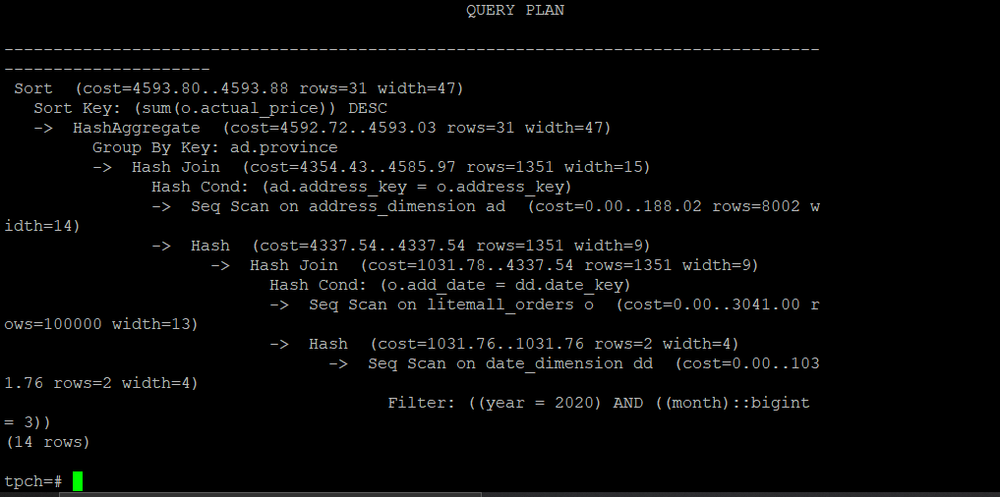 QUERY PLAN
-----------------------------------------------------------------------------------
---------------------
Sort  (cost=4593.80..4593.88 rows=31 width=47)
Sort Key: (sum(o.actual_price)) DESC
->  HashAggregate  (cost=4592.72..4593.03 rows=31 width=47)
Group By Key: ad.province
->  Hash Join  (cost=4354.43..4585.97 rows=1351 width=15)
Hash Cond: (ad.address_key = o.address_key)
->  Seq Scan on address_dimension ad  (cost=0.00..188.02 rows=8002 w
idth=14)
->  Hash  (cost=4337.54..4337.54 rows=1351 width=9)
->  Hash Join  (cost=1031.78..4337.54 rows=1351 width=9)
Hash Cond: (o.add_date = dd.date_key)
->  Seq Scan on litemall_orders o  (cost=0.00..3041.00 r
ows=100000 width=13)
->  Hash  (cost=1031.76..1031.76 rows=2 width=4)
->  Seq Scan on date_dimension dd  (cost=0.00..103
1.76 rows=2 width=4)
Filter: ((year = 2020) AND ((month)::bigint
= 3))
(14 rows)
tpch=#